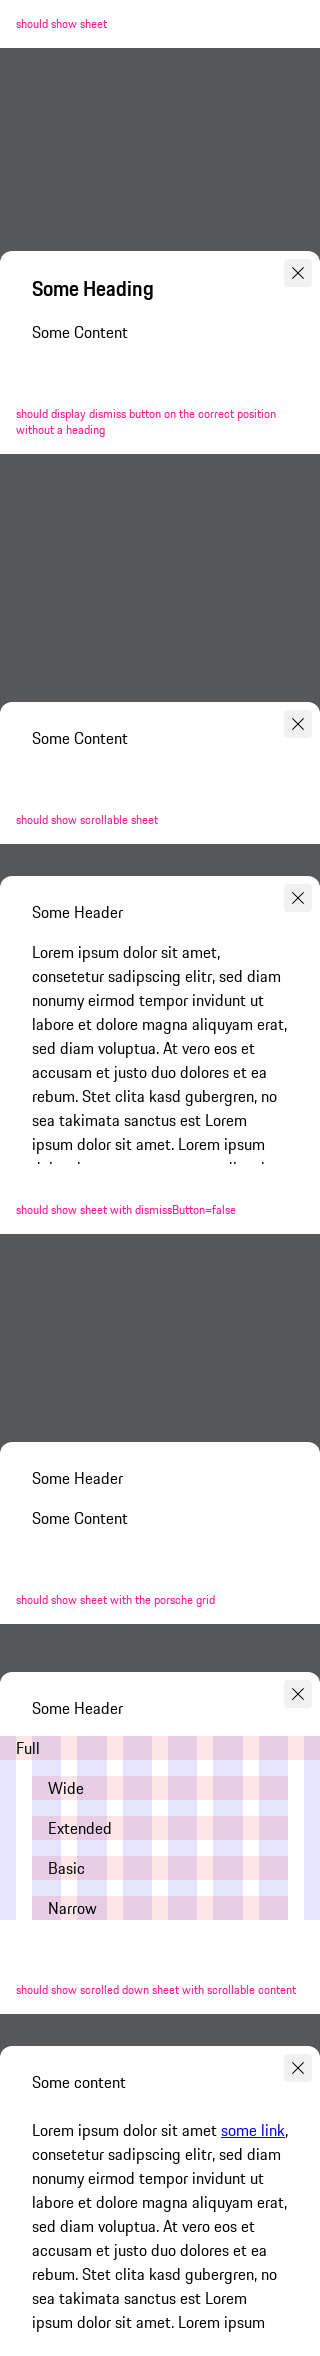 should show sheet
Some Heading
Some Content
should display dismiss button on the correct position
without a heading
Some Content
should show scrollable sheet
Some Header
Lorem ipsum dolor sit amet,
consetetur sadipscing elitr, sed diam
nonumy eirmod tempor invidunt ut
labore et dolore magna aliquyam erat,
sed diam voluptua. At vero eos et
accusam et justo duo dolores et ea
rebum. Stet clita kasd gubergren, no
sea takimata sanctus est Lorem
ipsum dolor sit amet. Lorem ipsum
should show sheet with dismissButton=false
Some Header
Some Content
should show sheet with the porsche grid
Some Header
Full
Wide
Extended
Basic
Narrow
should show scrolled down sheet with scrollable content
Some content
Lorem ipsum dolor sit amet some link,
consetetur sadipscing elitr, sed diam
nonumy eirmod tempor invidunt ut
labore et dolore magna aliquyam erat,
sed diam voluptua. At vero eos et
accusam et justo duo dolores et ea
rebum. Stet clita kasd gubergren, no
sea takimata sanctus est Lorem
ipsum dolor sit amet. Lorem ipsum